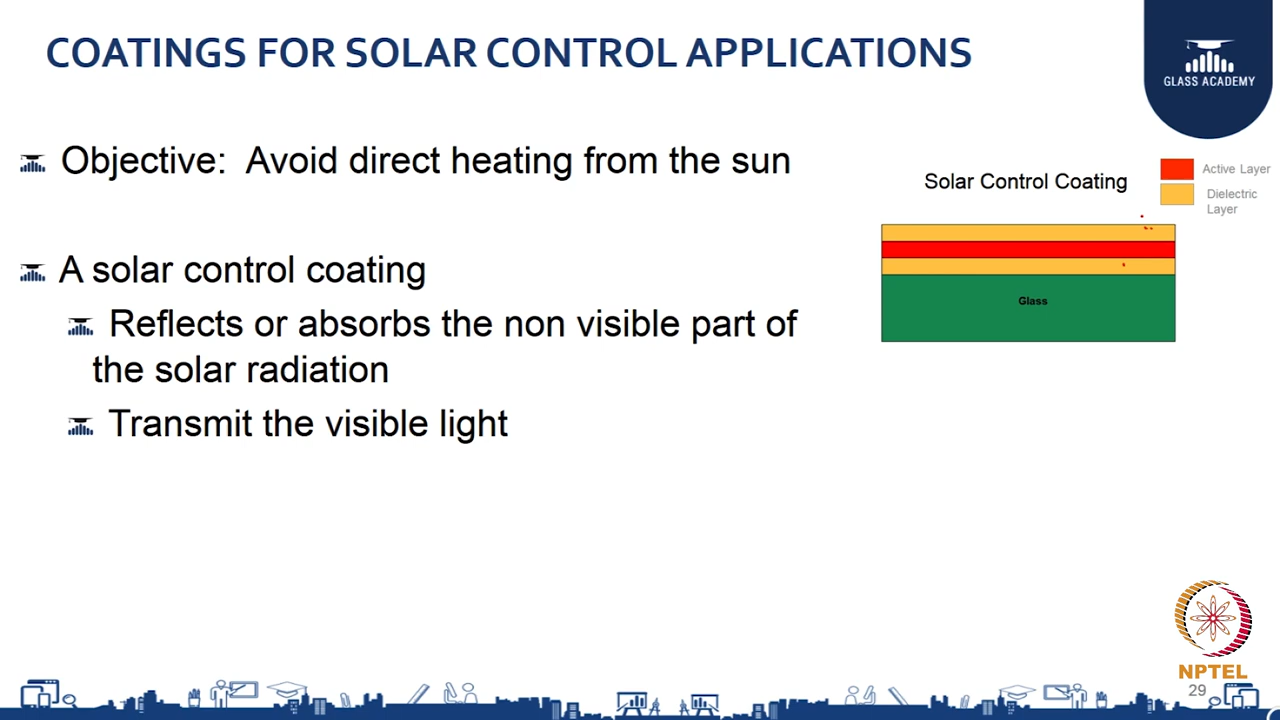 COATINGS FOR SOLAR CONTROL APPLICATIONS
GLASS ACADEMY
Objective: Avoid direct heating from the sun
A solar control coating
Reflects or absorbs the non visible part of
the solar radiation
Transmit the visible light
Solar Control Coating
Active Layer
Dielectric
Layer
Glass
NPTEL
29